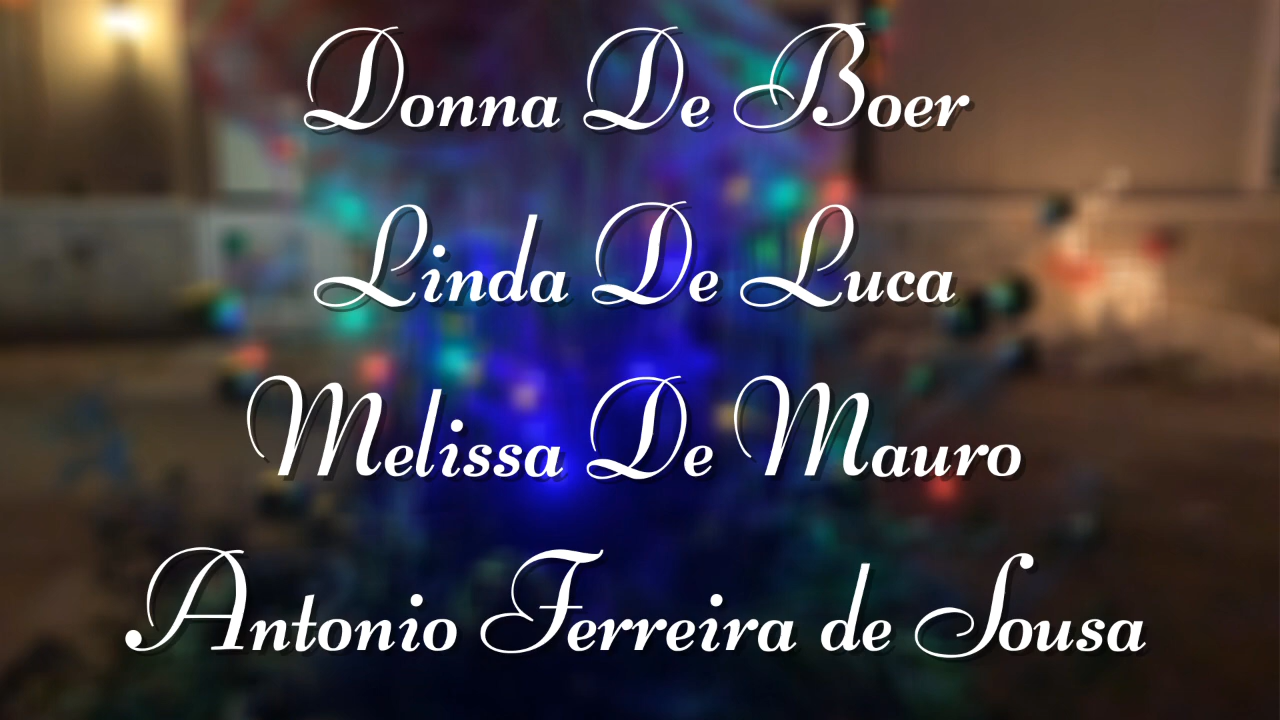 Donna De Boer
Linda De Luca
Melissa De Mauro
Antonio Ferreira de Sousa